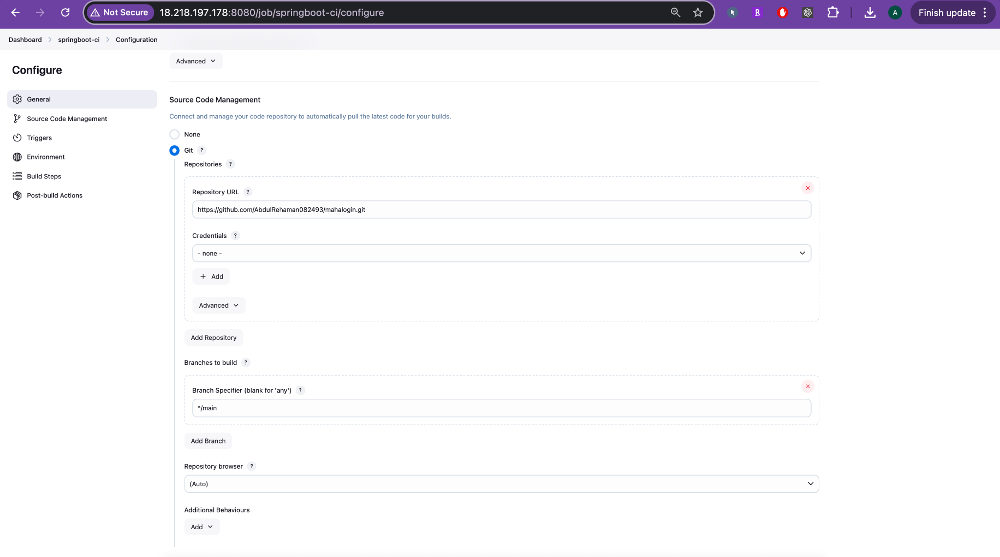 Not Secure
18.218.197.178:8080/job/springboot-ci/configure
R
A
Finish update
Dashboard
springboot-ci
Configuration
Configure
General
Source Code Management
Triggers
Environment
Build Steps
Post-build Actions
Advanced
Source Code Management
Connect and manage your code repository to automatically pull the latest code for your builds.
None
Git ?
Repositories ?
Repository URL ?
https://github.com/AbdulRehaman082493/mahalogin.git
Credentials ?
- none -
+ Add
Advanced
Add Repository
Branches to build ?
Branch Specifier (blank for 'any') ?
*/main
Add Branch
Repository browser ?
(Auto)
Additional Behaviours
Add